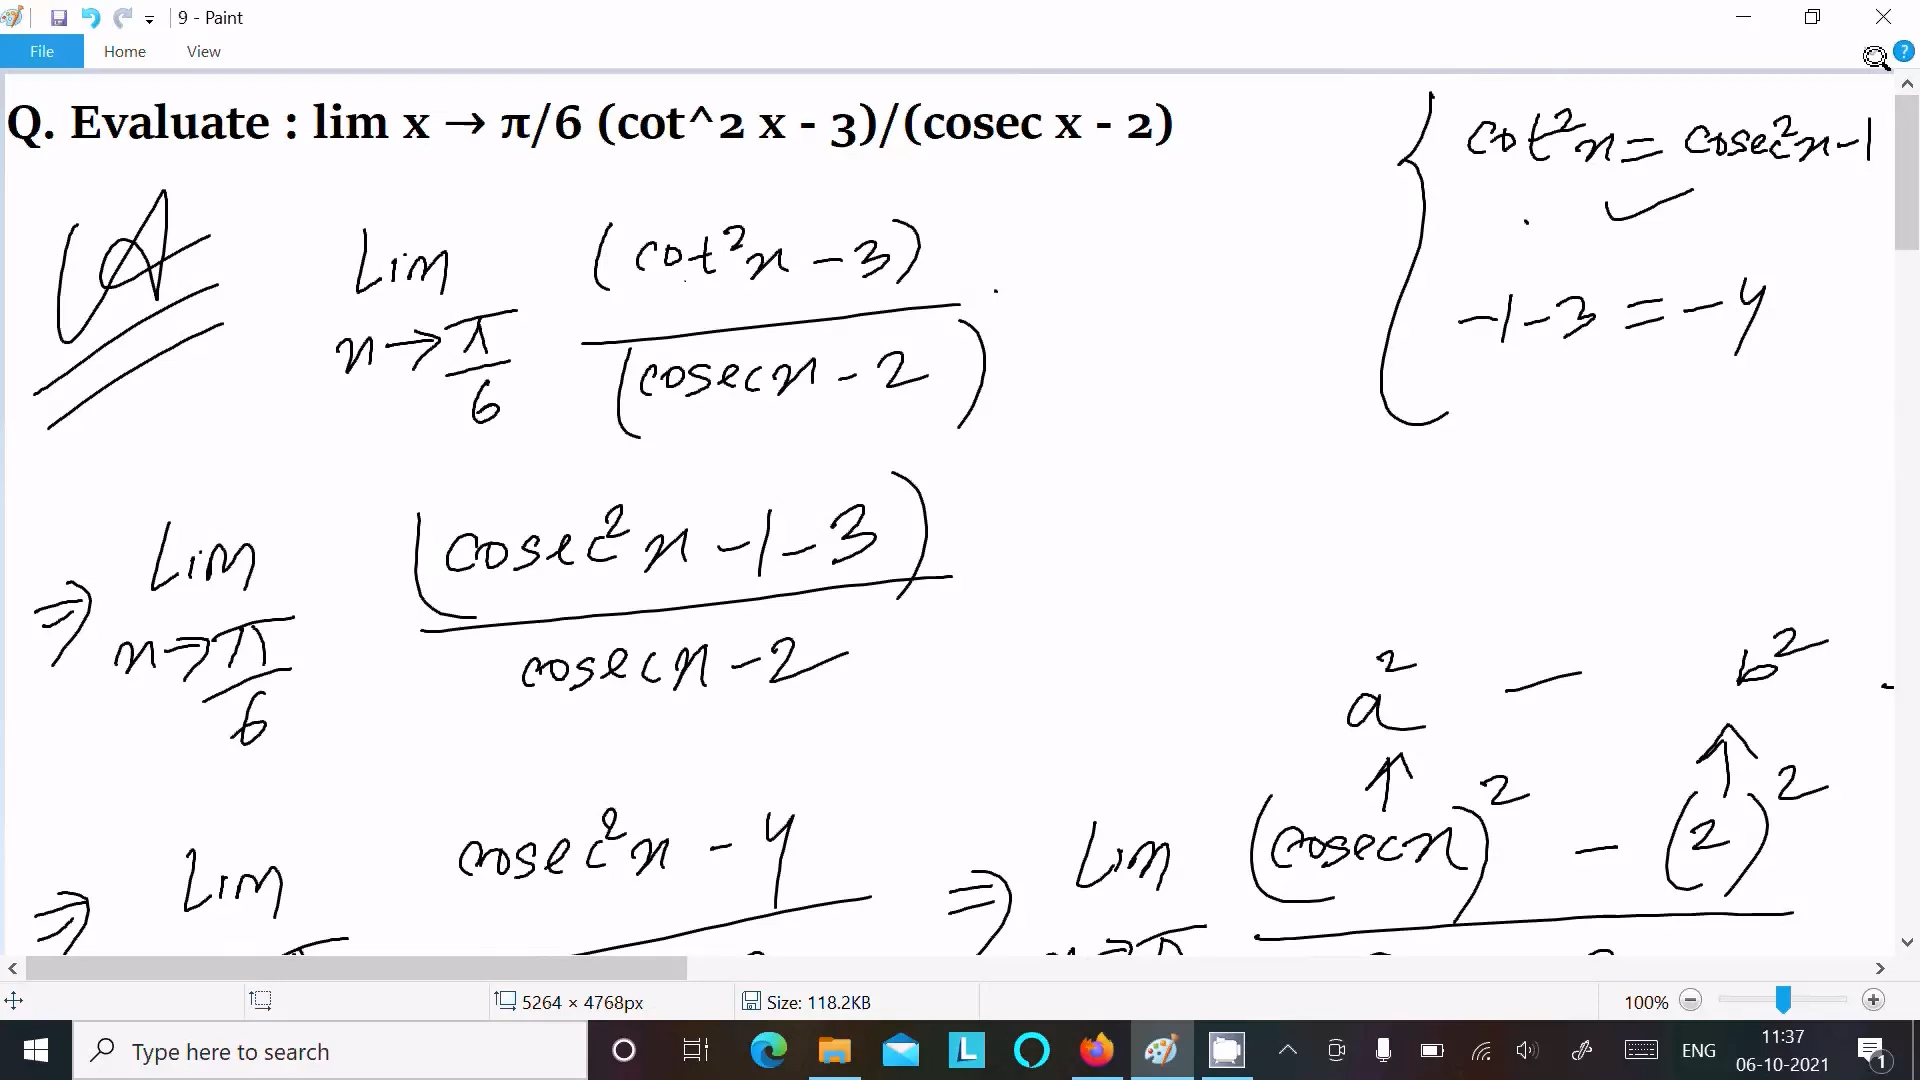 9 - Paint
File Home View
Q. Evaluate : lim x → π/6 (cot^2 x - 3)/(cosec x - 2)
cot²x = cosec²x-1
-1-3 = -4
A
Lim x→π/6 (cot²x - 3) / (cosecx - 2)
⇒ Lim x→π/6 (cosec²x -1-3) / cosecx - 2
a² - b²
⇒ Lim cosec²x - 4
⇒ Lim x→π (cosecx)² - (2)²
5264 × 4768px
Size: 118.2KB
100%
Type here to search
L
ENG
11:37
06-10-2021
1